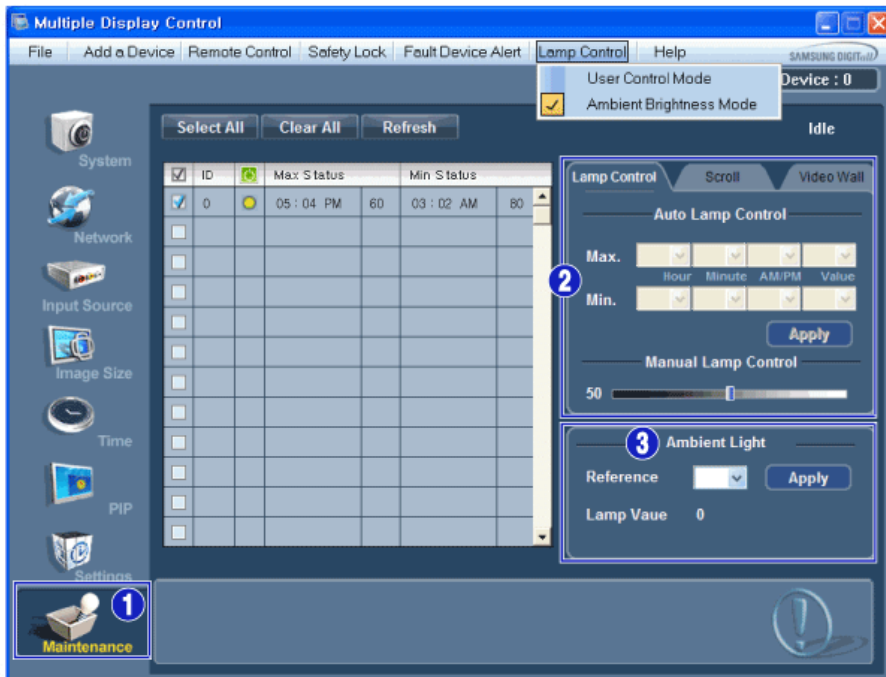 Multiple Display Control
File Add a Device Remote Control Safety Lock Fault Device Alert Lamp Control Help SAMSUNG DIGITall
User Control Mode
Ambient Brightness Mode
Device : 0
Select All Clear All Refresh Idle
System
Network
Input Source
Image Size
Time
PIP
Settings
1
Maintenance
ID Max Status Min Status
0 05 : 04 PM 60 03 : 02 AM 80
2
Lamp Control Scroll Video Wall
Auto Lamp Control
Max.
Hour Minute AM/PM Value
Min.
Apply
Manual Lamp Control
50
3 Ambient Light
Reference Apply
Lamp Vaue 0